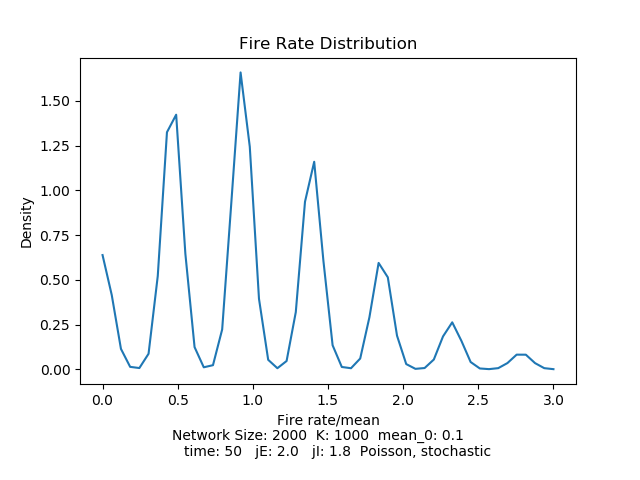 Fire Rate Distribution
1.50
1.25
1.00
0.75
0.50
0.25
0.00
Density
0.0 0.5 1.0 1.5 2.0 2.5 3.0
Fire rate/mean
Network Size: 2000  K: 1000  mean_0: 0.1
time: 50   jE: 2.0   jI: 1.8  Poisson, stochastic